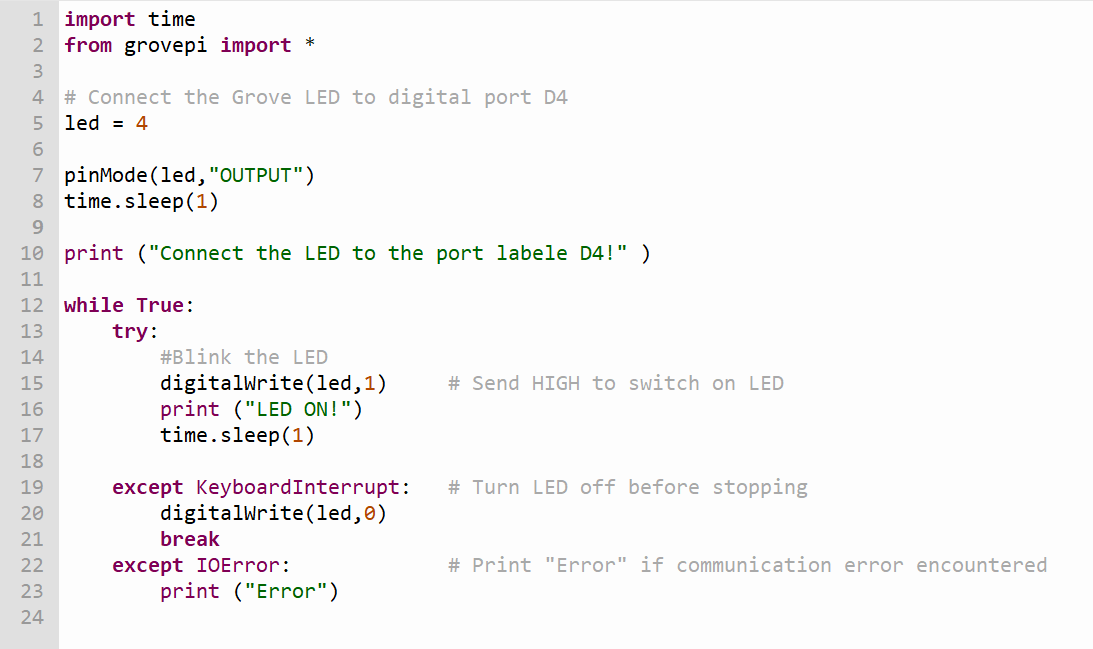 1 import time
2 from grovepi import *
3
4 # Connect the Grove LED to digital port D4
5 led = 4
6
7 pinMode(led,"OUTPUT")
8 time.sleep(1)
9
10 print ("Connect the LED to the port labele D4!" )
11
12 while True:
13     try:
14         #Blink the LED
15         digitalWrite(led,1)     # Send HIGH to switch on LED
16         print ("LED ON!")
17         time.sleep(1)
18
19     except KeyboardInterrupt:   # Turn LED off before stopping
20         digitalWrite(led,0)
21         break
22     except IOError:             # Print "Error" if communication error encountered
23         print ("Error")
24